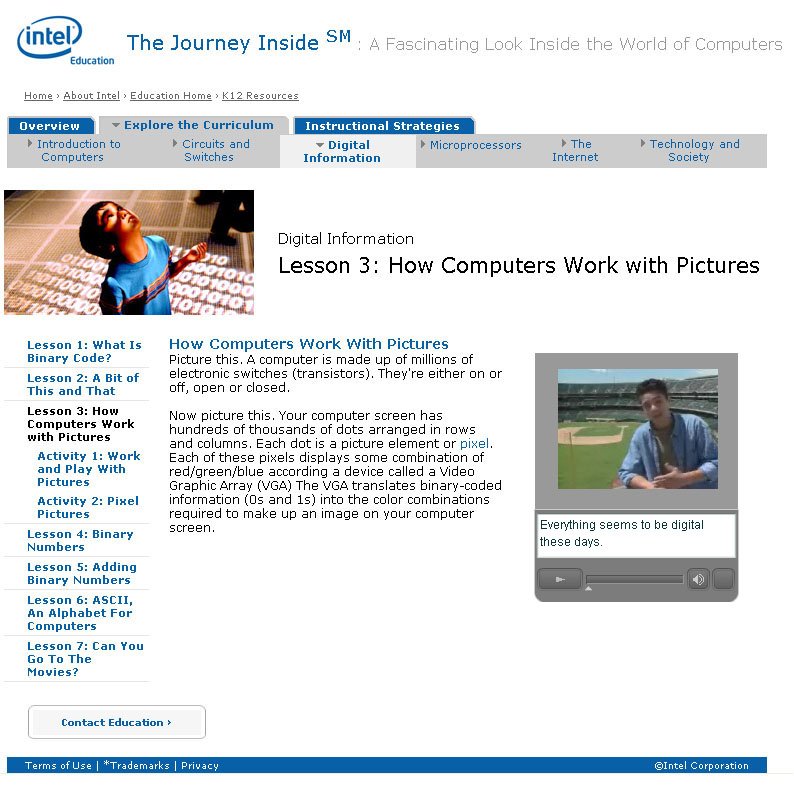 intel
Education
The Journey Inside SM : A Fascinating Look Inside the World of Computers
Home › About Intel › Education Home › K12 Resources
Overview
Explore the Curriculum
Instructional Strategies
Introduction to
Computers
Circuits and
Switches
Digital
Information
Microprocessors
The
Internet
Technology and
Society
Digital Information
Lesson 3: How Computers Work with Pictures
Lesson 1: What Is
Binary Code?
Lesson 2: A Bit of
This and That
Lesson 3: How
Computers Work
with Pictures
Activity 1: Work
and Play With
Pictures
Activity 2: Pixel
Pictures
Lesson 4: Binary
Numbers
Lesson 5: Adding
Binary Numbers
Lesson 6: ASCII,
An Alphabet For
Computers
Lesson 7: Can You
Go To The
Movies?
How Computers Work With Pictures
Picture this. A computer is made up of millions of
electronic switches (transistors). They're either on or
off, open or closed.
Now picture this. Your computer screen has
hundreds of thousands of dots arranged in rows
and columns. Each dot is a picture element or pixel.
Each of these pixels displays some combination of
red/green/blue according a device called a Video
Graphic Array (VGA) The VGA translates binary-coded
information (0s and 1s) into the color combinations
required to make up an image on your computer
screen.
Everything seems to be digital
these days.
Contact Education ›
Terms of Use | *Trademarks | Privacy
©Intel Corporation